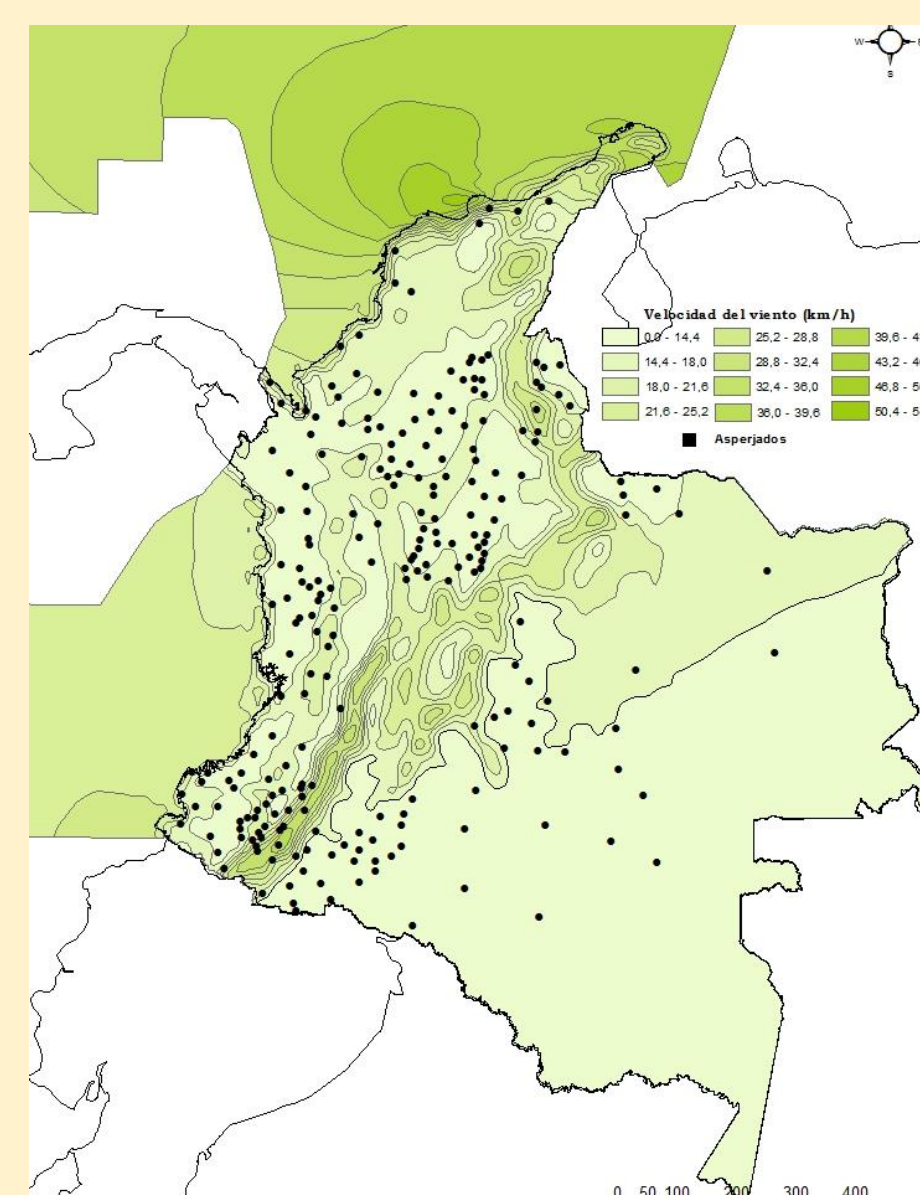 W
S
Velocidad del viento (km/h)
0,0 - 14,4 25,2 - 28,8
14,4 - 18,0 28,8 - 32,4
18,0 - 21,6 32,4 - 36,0
21,6 - 25,2 36,0 - 39,6
Asperjados
0 50 100 200 300 400